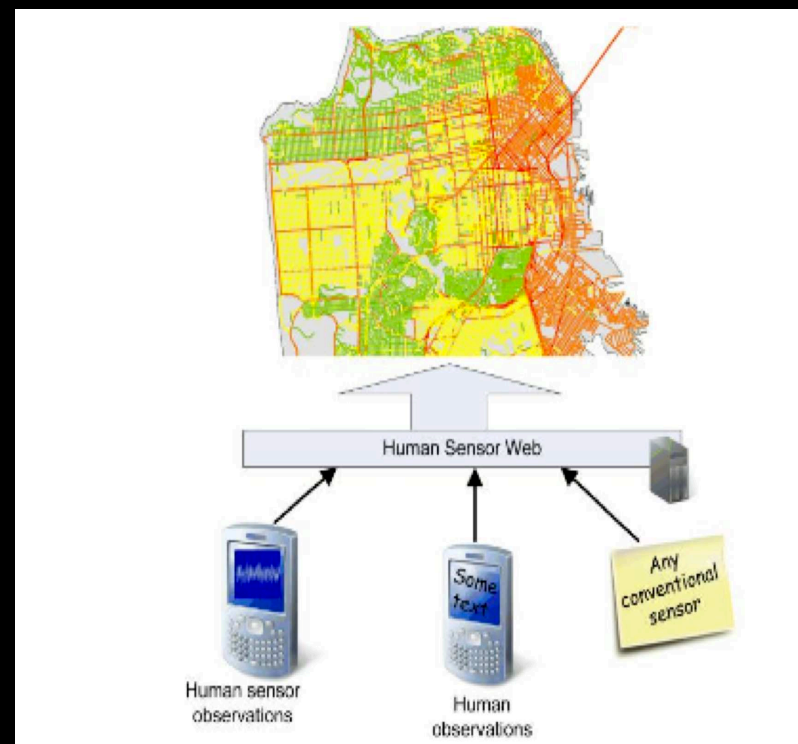 Human Sensor Web
Some
text
Any
conventional
sensor
Human sensor
observations
Human
observations